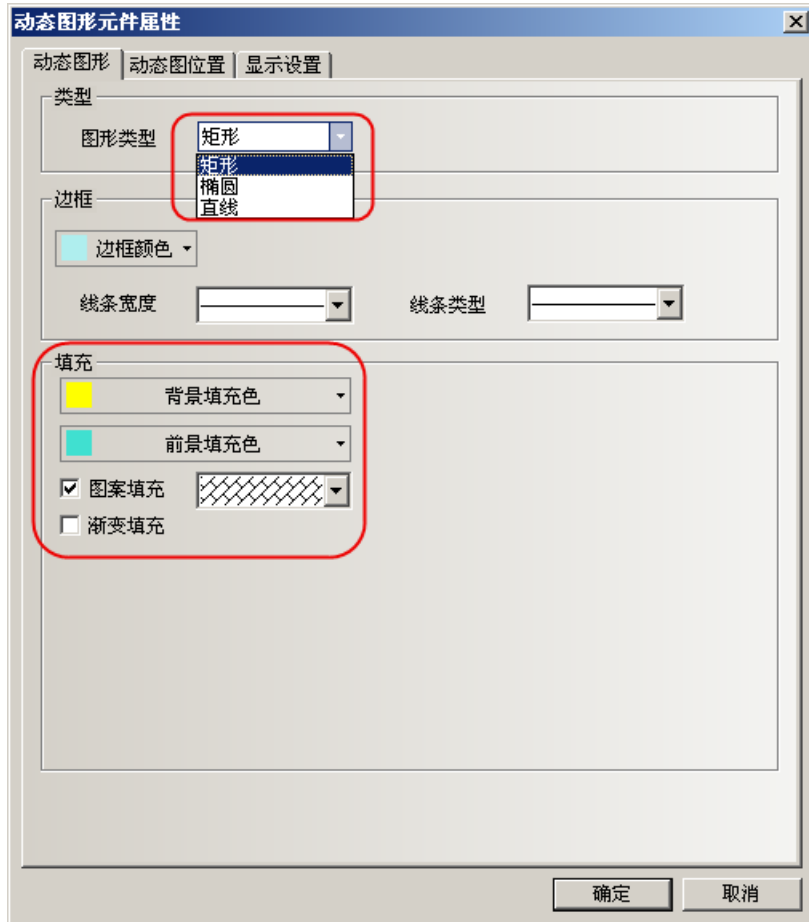 动态图形元件属性
动态图形 动态图位置 显示设置
类型
图形类型 矩形
矩形
椭圆
直线
边框
边框颜色
线条宽度 线条类型
填充
背景填充色
前景填充色
图案填充
渐变填充
确定 取消